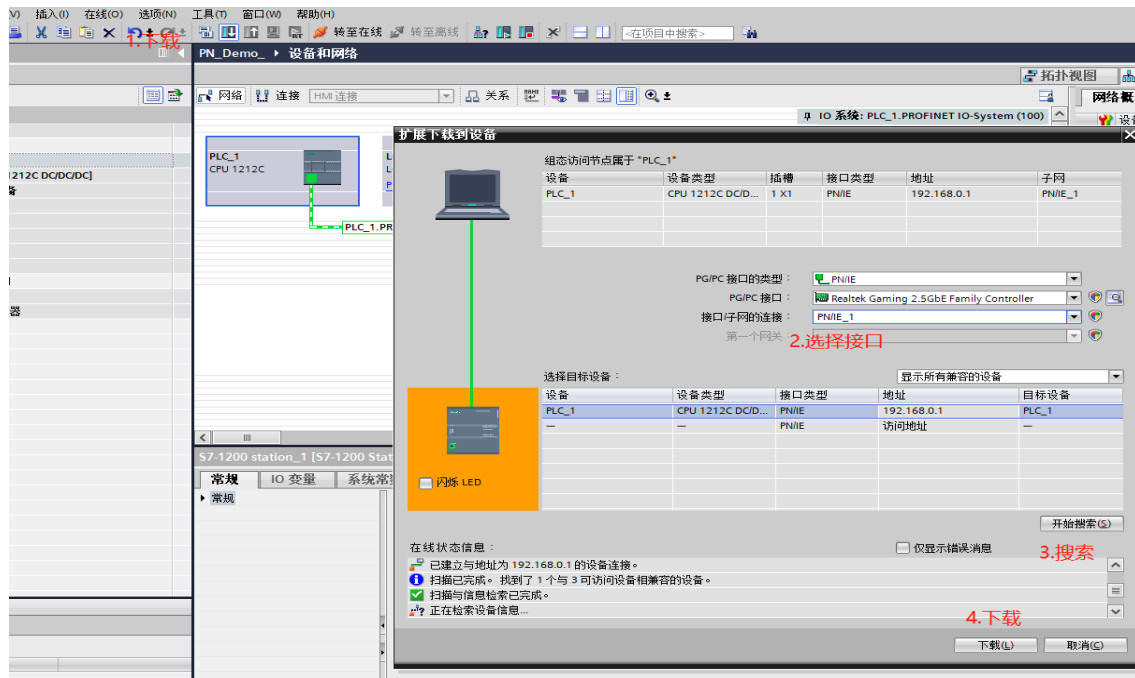 V) 插入(I) 在线(O) 选项(N) 工具(T) 窗口(W) 帮助(H)
转至在线 转至离线 <在项目中搜索>
1.下载
PN_Demo_ 设备和网络
拓扑视图
网络 连接 HMI 连接 关系 网络概
IO 系统: PLC_1.PROFINET IO-System (100)
扩展下载到设备
PLC_1
CPU 1212C
1212C DC/DC/DC]
PLC_1.PR
器
组态访问节点属于 "PLC_1"
设备 设备类型 插槽 接口类型 地址 子网
PLC_1 CPU 1212C DC/D... 1 X1 PN/IE 192.168.0.1 PN/IE_1
PG/PC 接口的类型： PN/IE
PG/PC 接口： Realtek Gaming 2.5GbE Family Controller
接口/子网的连接： PN/IE_1
第一个网关：
2.选择接口
选择目标设备： 显示所有兼容的设备
设备 设备类型 接口类型 地址 目标设备
PLC_1 CPU 1212C DC/D... PN/IE 192.168.0.1 PLC_1
— — PN/IE 访问地址 —
S7-1200 station_1 [S7-1200 Stat
常规 IO 变量 系统常
常规
闪烁 LED
开始搜索(S)
在线状态信息： 仅显示错误消息
3.搜索
已建立与地址为 192.168.0.1 的设备连接。
扫描已完成。找到了 1 个与 3 可访问设备相兼容的设备。
扫描与信息检索已完成。
正在检索设备信息...
4.下载
下载(L) 取消(C)